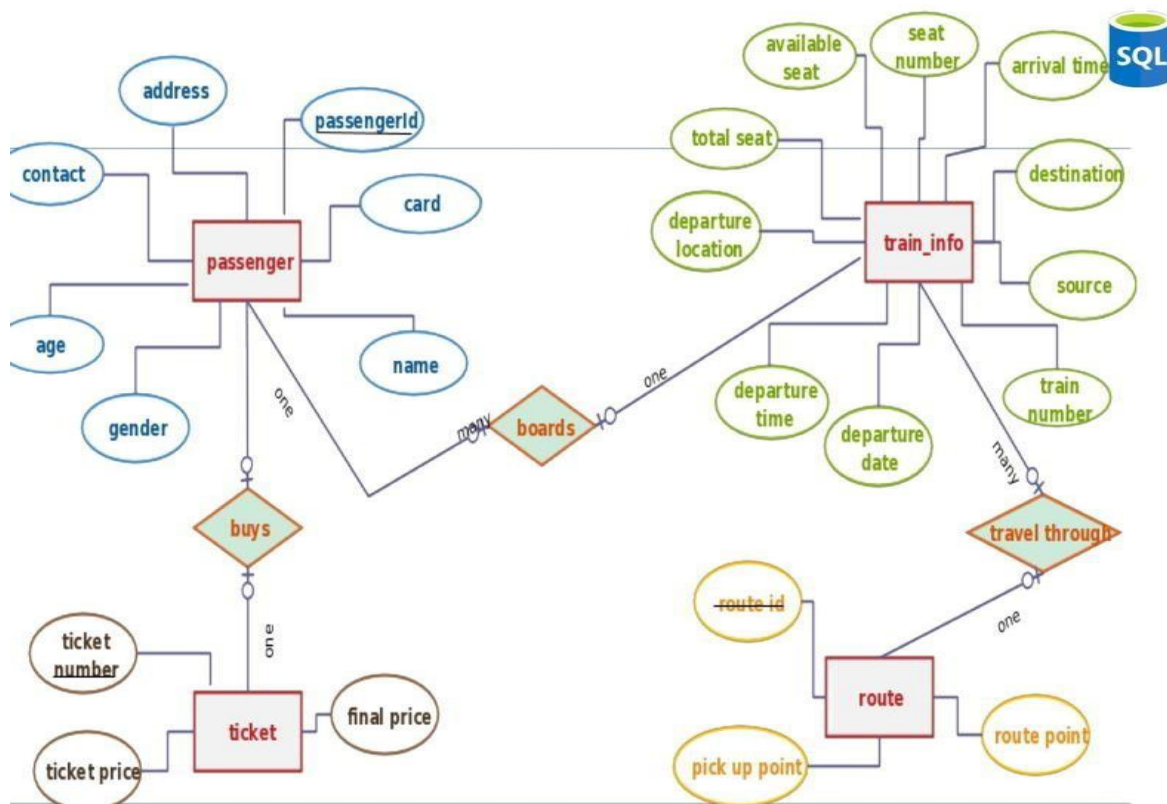 available
seat
seat
number
arrival time
SQL
address
passengerId
total seat
contact
card
destination
departure
location
train_info
passenger
source
age
name
gender
one
many
boards
one
departure
time
departure
date
train
number
many
buys
travel through
route id
one
one
ticket
number
final price
ticket
ticket price
route
route point
pick up point